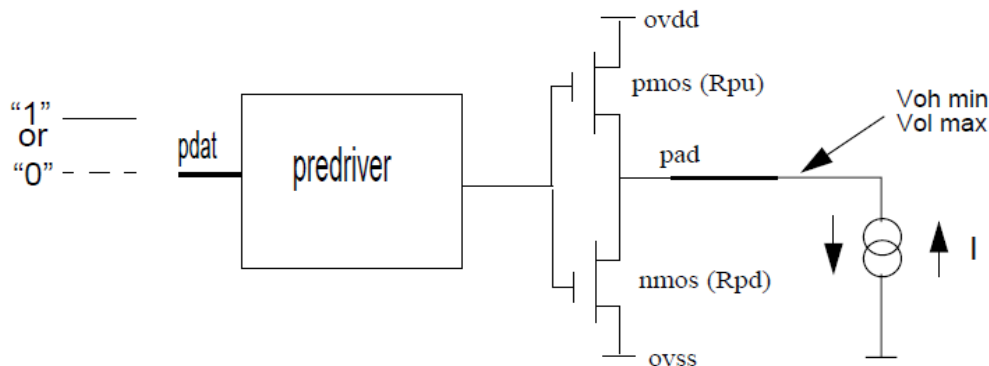 ovdd
pmos (Rpu)
Voh min
Vol max
“1”
or
“0”
pdat
predriver
pad
nmos (Rpd)
I
ovss